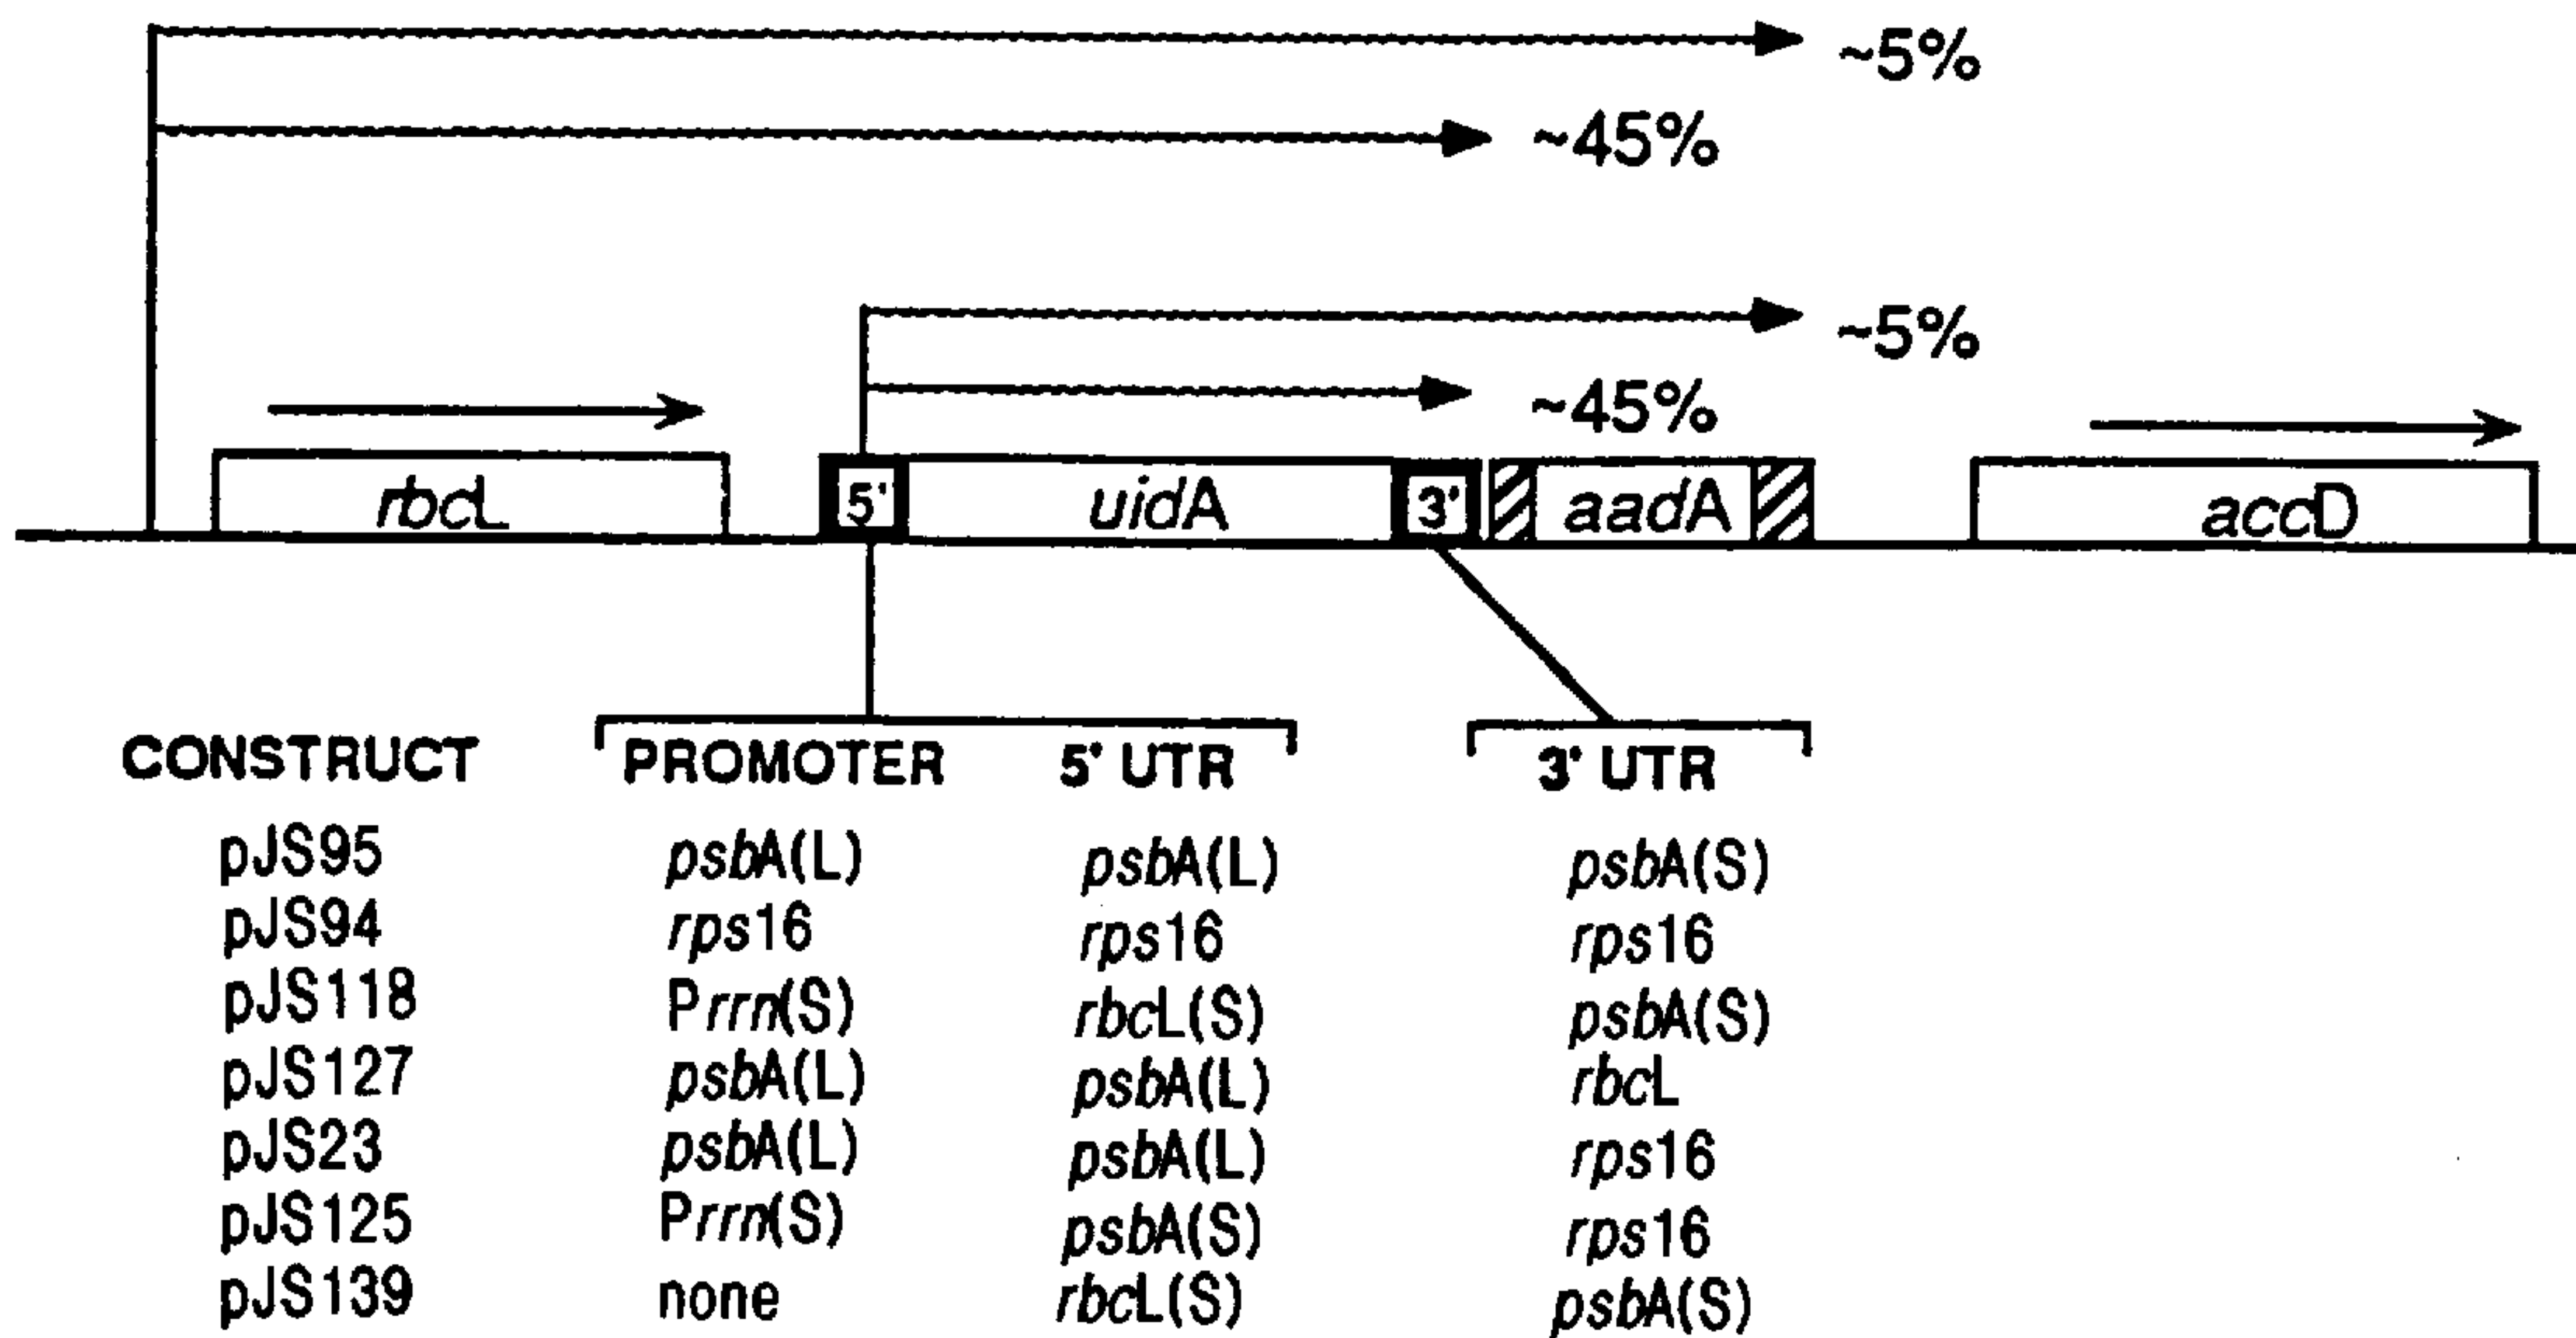 ~5%
~45%
~5%
~45%
rbcL 5' uidA 3' aadA accD
CONSTRUCT PROMOTER 5' UTR 3' UTR
pJS95 psbA(L) psbA(L) psbA(S)
pJS94 rps16 rps16 rps16
pJS118 Prrn(S) rbcL(S) psbA(S)
pJS127 psbA(L) psbA(L) rbcL
pJS23 psbA(L) psbA(L) rps16
pJS125 Prrn(S) psbA(S) rps16
pJS139 none rbcL(S) psbA(S)